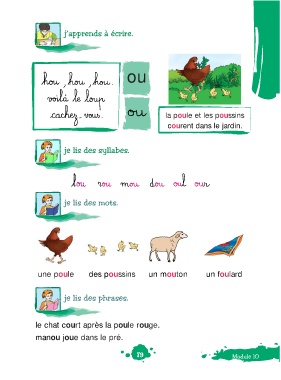 j'apprends à écrire.
hou, hou, hou.
voilà le loup
cachez-vous.
ou
ou
la poule et les poussins
courent dans le jardin.
je lis des syllabes.
lou rou mou dou oul our
je lis des mots.
une poule des poussins un mouton un foulard
je lis des phrases.
le chat court après la poule rouge.
manou joue dans le pré.
79
Module 10